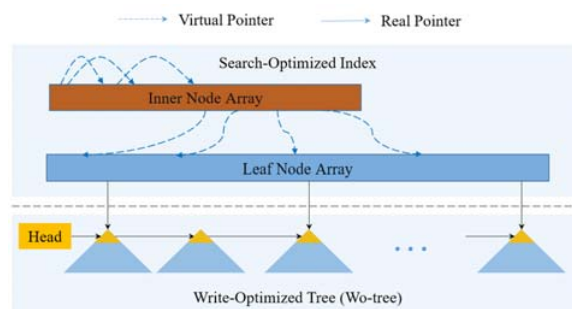 Virtual Pointer
Real Pointer
Search-Optimized Index
Inner Node Array
Leaf Node Array
Head
Write-Optimized Tree (Wo-tree)